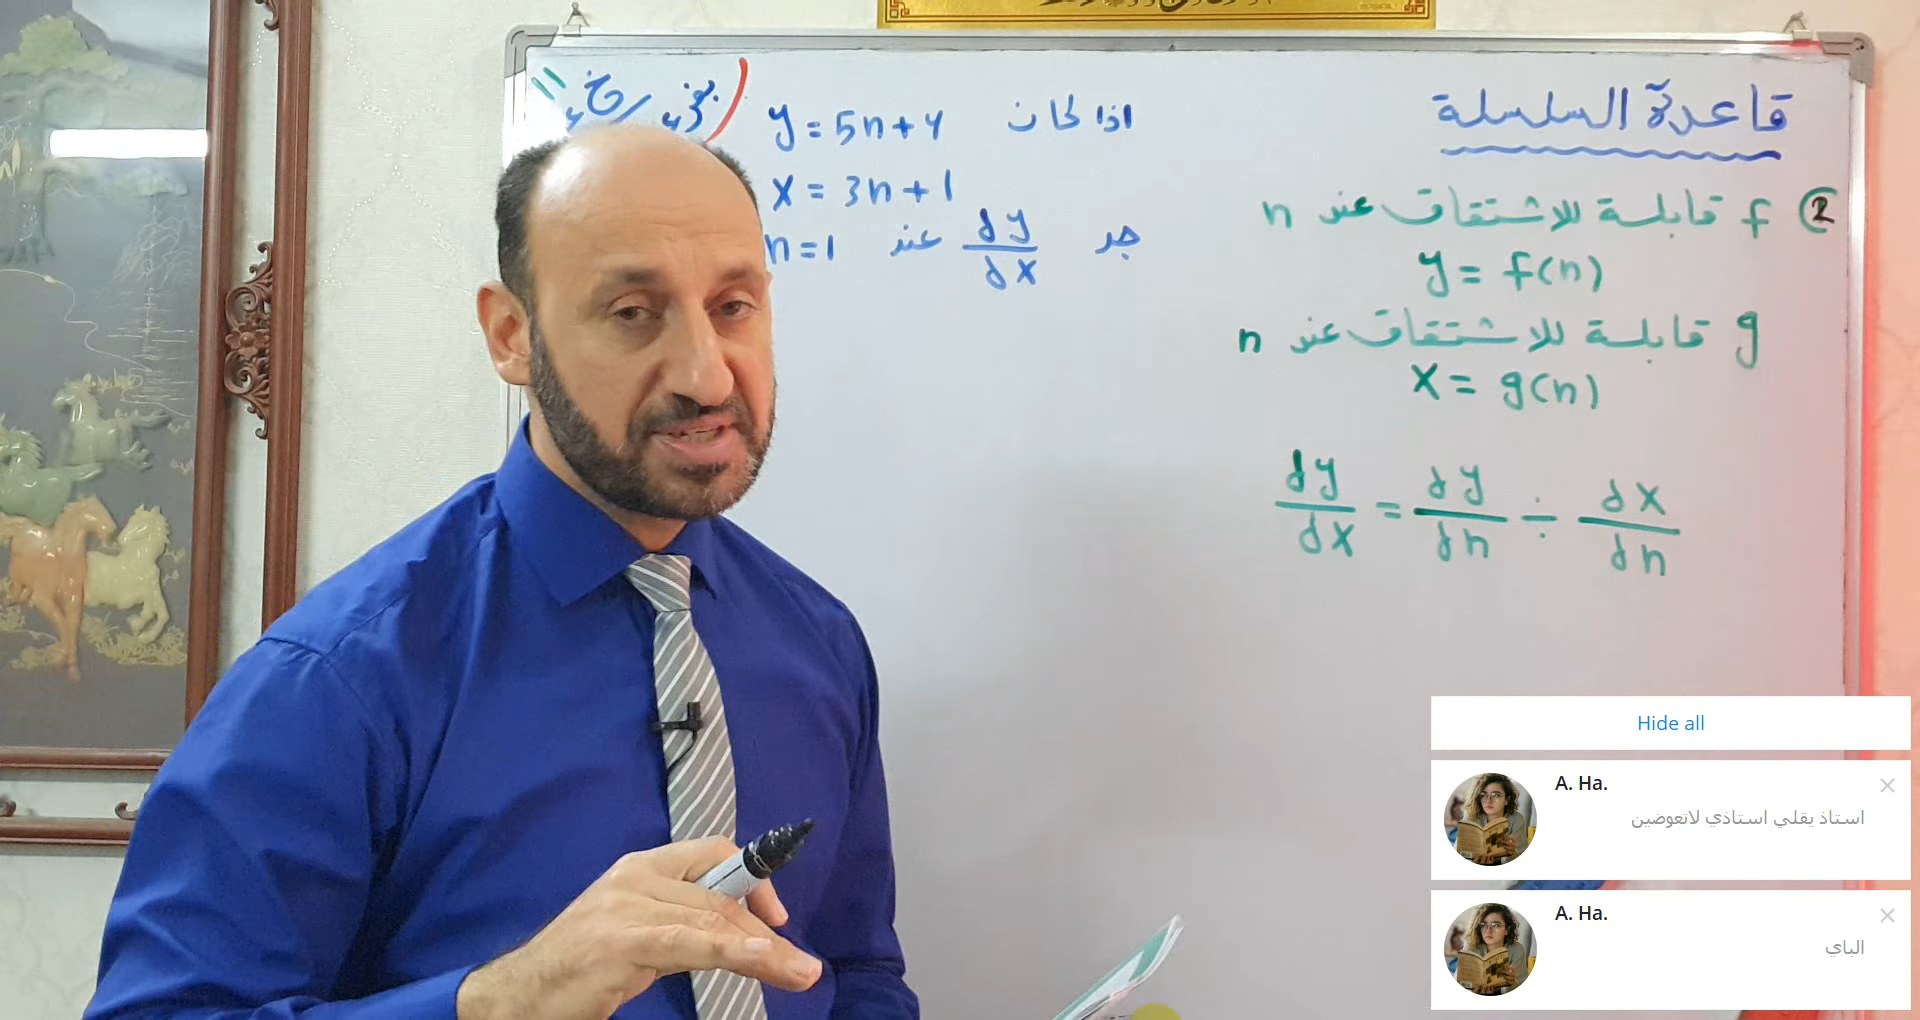 قاعدة السلسلة
② f قابلة للاشتقاق عند n
y = f(n)
g قابلة للاشتقاق عند n
x = g(n)
dy/dx = dy/dn ÷ dx/dn
اذا كان y = 5n + 4
x = 3n + 1
جد dy/dx عند n = 1
Hide all
A. Ha.
استاذ يقلي استاذي لاتعوضين
A. Ha.
الباي